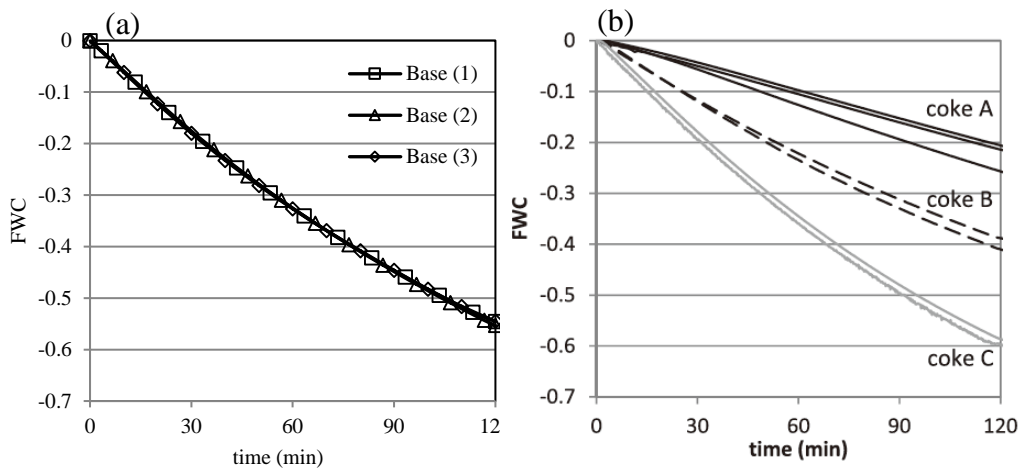 (a)
0
-0.1
-0.2
-0.3
-0.4
-0.5
-0.6
-0.7
FWC
Base (1)
Base (2)
Base (3)
0 30 60 90 12
time (min)
(b)
0
-0.1
-0.2
-0.3
-0.4
-0.5
-0.6
-0.7
FWC
coke A
coke B
coke C
0 30 60 90 120
time (min)